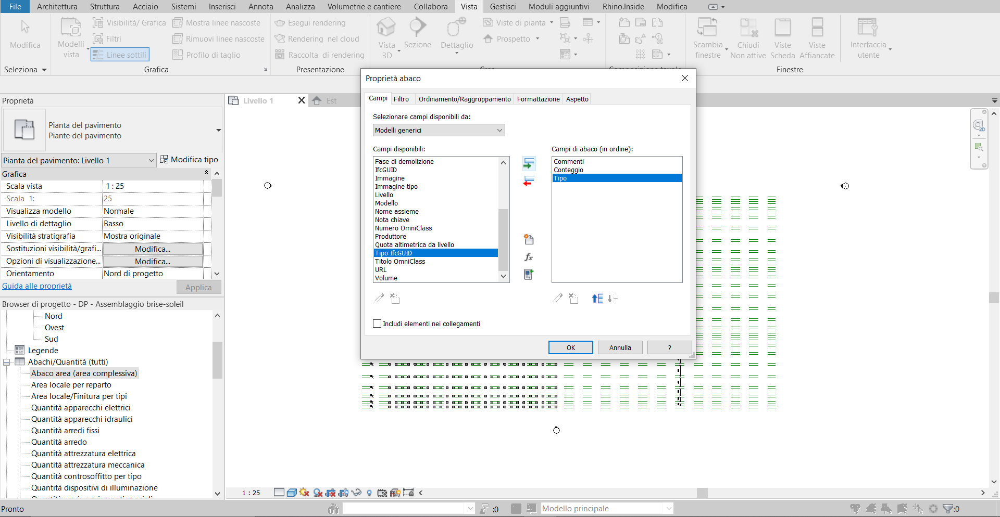 File Architettura Struttura Acciaio Sistemi Inserisci Annota Analizza Volumetrie e cantiere Collabora Vista Gestisci Moduli aggiuntivi Rhino.Inside Modifica
Modifica
Modelli vista
Visibilità/ Grafica
Filtri
Linee sottili
Mostra linee nascoste
Rimuovi linee nascoste
Profilo di taglio
Esegui rendering
Rendering nel cloud
Raccolta di rendering
Vista 3D
Sezione
Dettaglio
Viste di pianta
Prospetto
Scambia finestre
Chiudi Non attive
Viste Scheda
Viste Affiancate
Interfaccia utente
Seleziona
Grafica
Presentazione
Finestre
Proprietà
Pianta del pavimento
Piante del pavimento
Pianta del pavimento: Livello 1
Modifica tipo
Grafica
Scala vista 1 : 25
Scala 1: 25
Visualizza modello Normale
Livello di dettaglio Basso
Visibilità stratigrafia Mostra originale
Sostituzioni visibilità/grafi... Modifica...
Opzioni di visualizzazione... Modifica...
Orientamento Nord di progetto
Guida alle proprietà
Applica
Browser di progetto - DP - Assemblaggio brise-soleil
Nord
Ovest
Sud
Legende
Abachi/Quantità (tutti)
Abaco area (area complessiva)
Area locale per reparto
Area locale/Finitura per tipi
Quantità apparecchi elettrici
Quantità apparecchi idraulici
Quantità arredi fissi
Quantità arredo
Quantità attrezzatura elettrica
Quantità attrezzatura meccanica
Quantità controsoffitto per tipo
Quantità dispositivi di illuminazione
Livello 1
Est
2D
Proprietà abaco
Campi Filtro Ordinamento/Raggruppamento Formattazione Aspetto
Selezionare campi disponibili da:
Modelli generici
Campi disponibili:
Fase di demolizione
IfcGUID
Immagine
Immagine tipo
Livello
Modello
Nome assieme
Nota chiave
Numero OmniClass
Produttore
Quota altimetrica da livello
Tipo IfcGUID
Titolo OmniClass
URL
Volume
Campi di abaco (in ordine):
Commenti
Conteggio
Tipo
fx
Includi elementi nei collegamenti
OK Annulla ?
1 : 25
Pronto
:0
Modello principale
:0